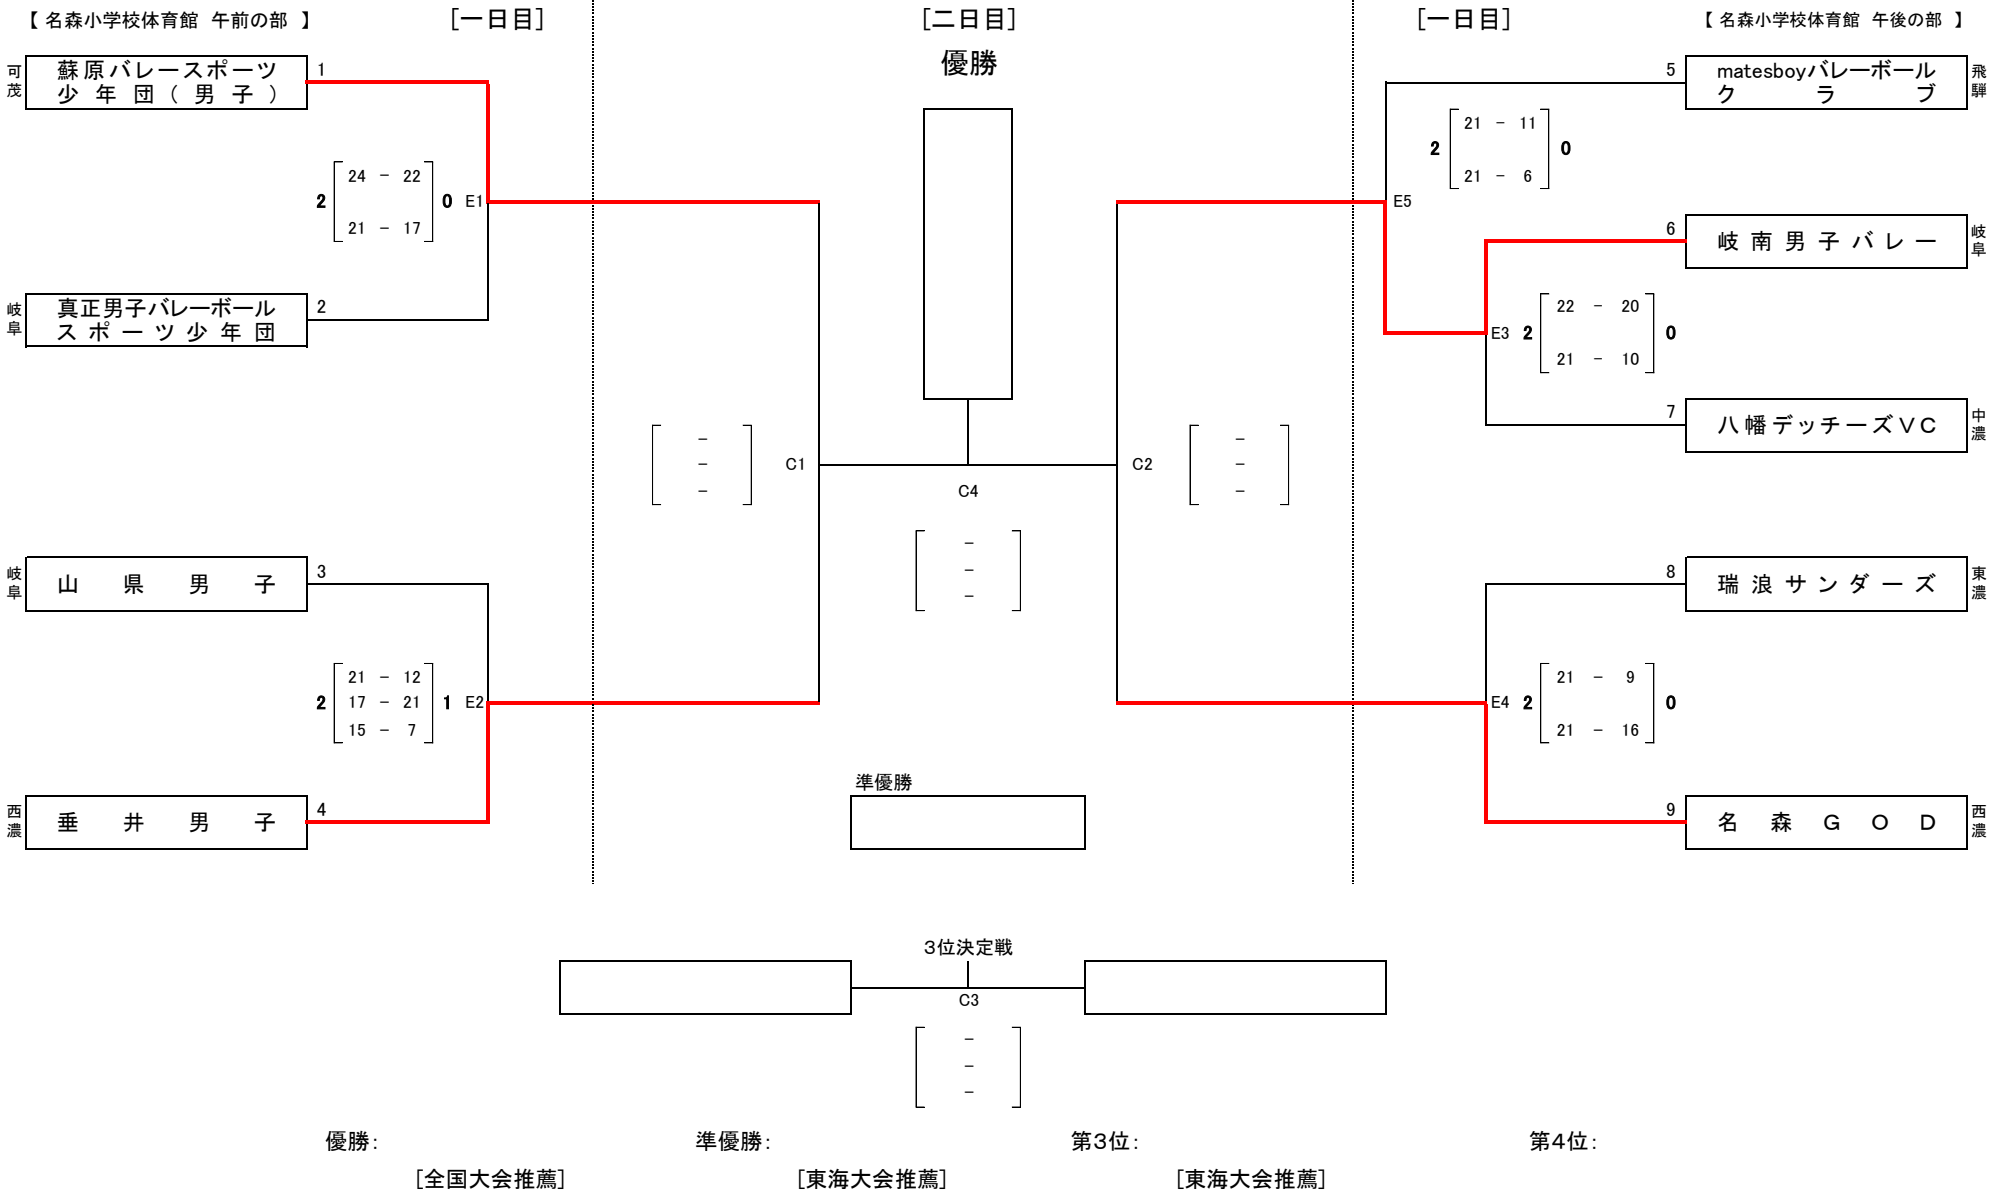 【 名森小学校体育館 午前の部 】
[一日目]
[二日目]
[一日目]
【 名森小学校体育館 午後の部 】
優勝
可茂
蘇原バレースポーツ
少年団(男子)
1
5
matesboyバレーボール
クラブ
飛騨
21 - 11
2 0
21 - 6
24 - 22
2 0 E1
21 - 17
E5
6
岐南男子バレー
岐阜
岐阜
真正男子バレーボール
スポーツ少年団
2
22 - 20
E3 2 0
21 - 10
7
八幡デッチーズVC
中濃
-
-
-
C1
C2
-
-
-
C4
-
-
-
岐阜
山県男子
3
8
瑞浪サンダーズ
東濃
21 - 12
2 17 - 21 1 E2
15 - 7
21 - 9
E4 2 0
21 - 16
準優勝
西濃
垂井男子
4
9
名森GOD
西濃
3位決定戦
C3
-
-
-
優勝:
準優勝:
第3位:
第4位:
[全国大会推薦]
[東海大会推薦]
[東海大会推薦]